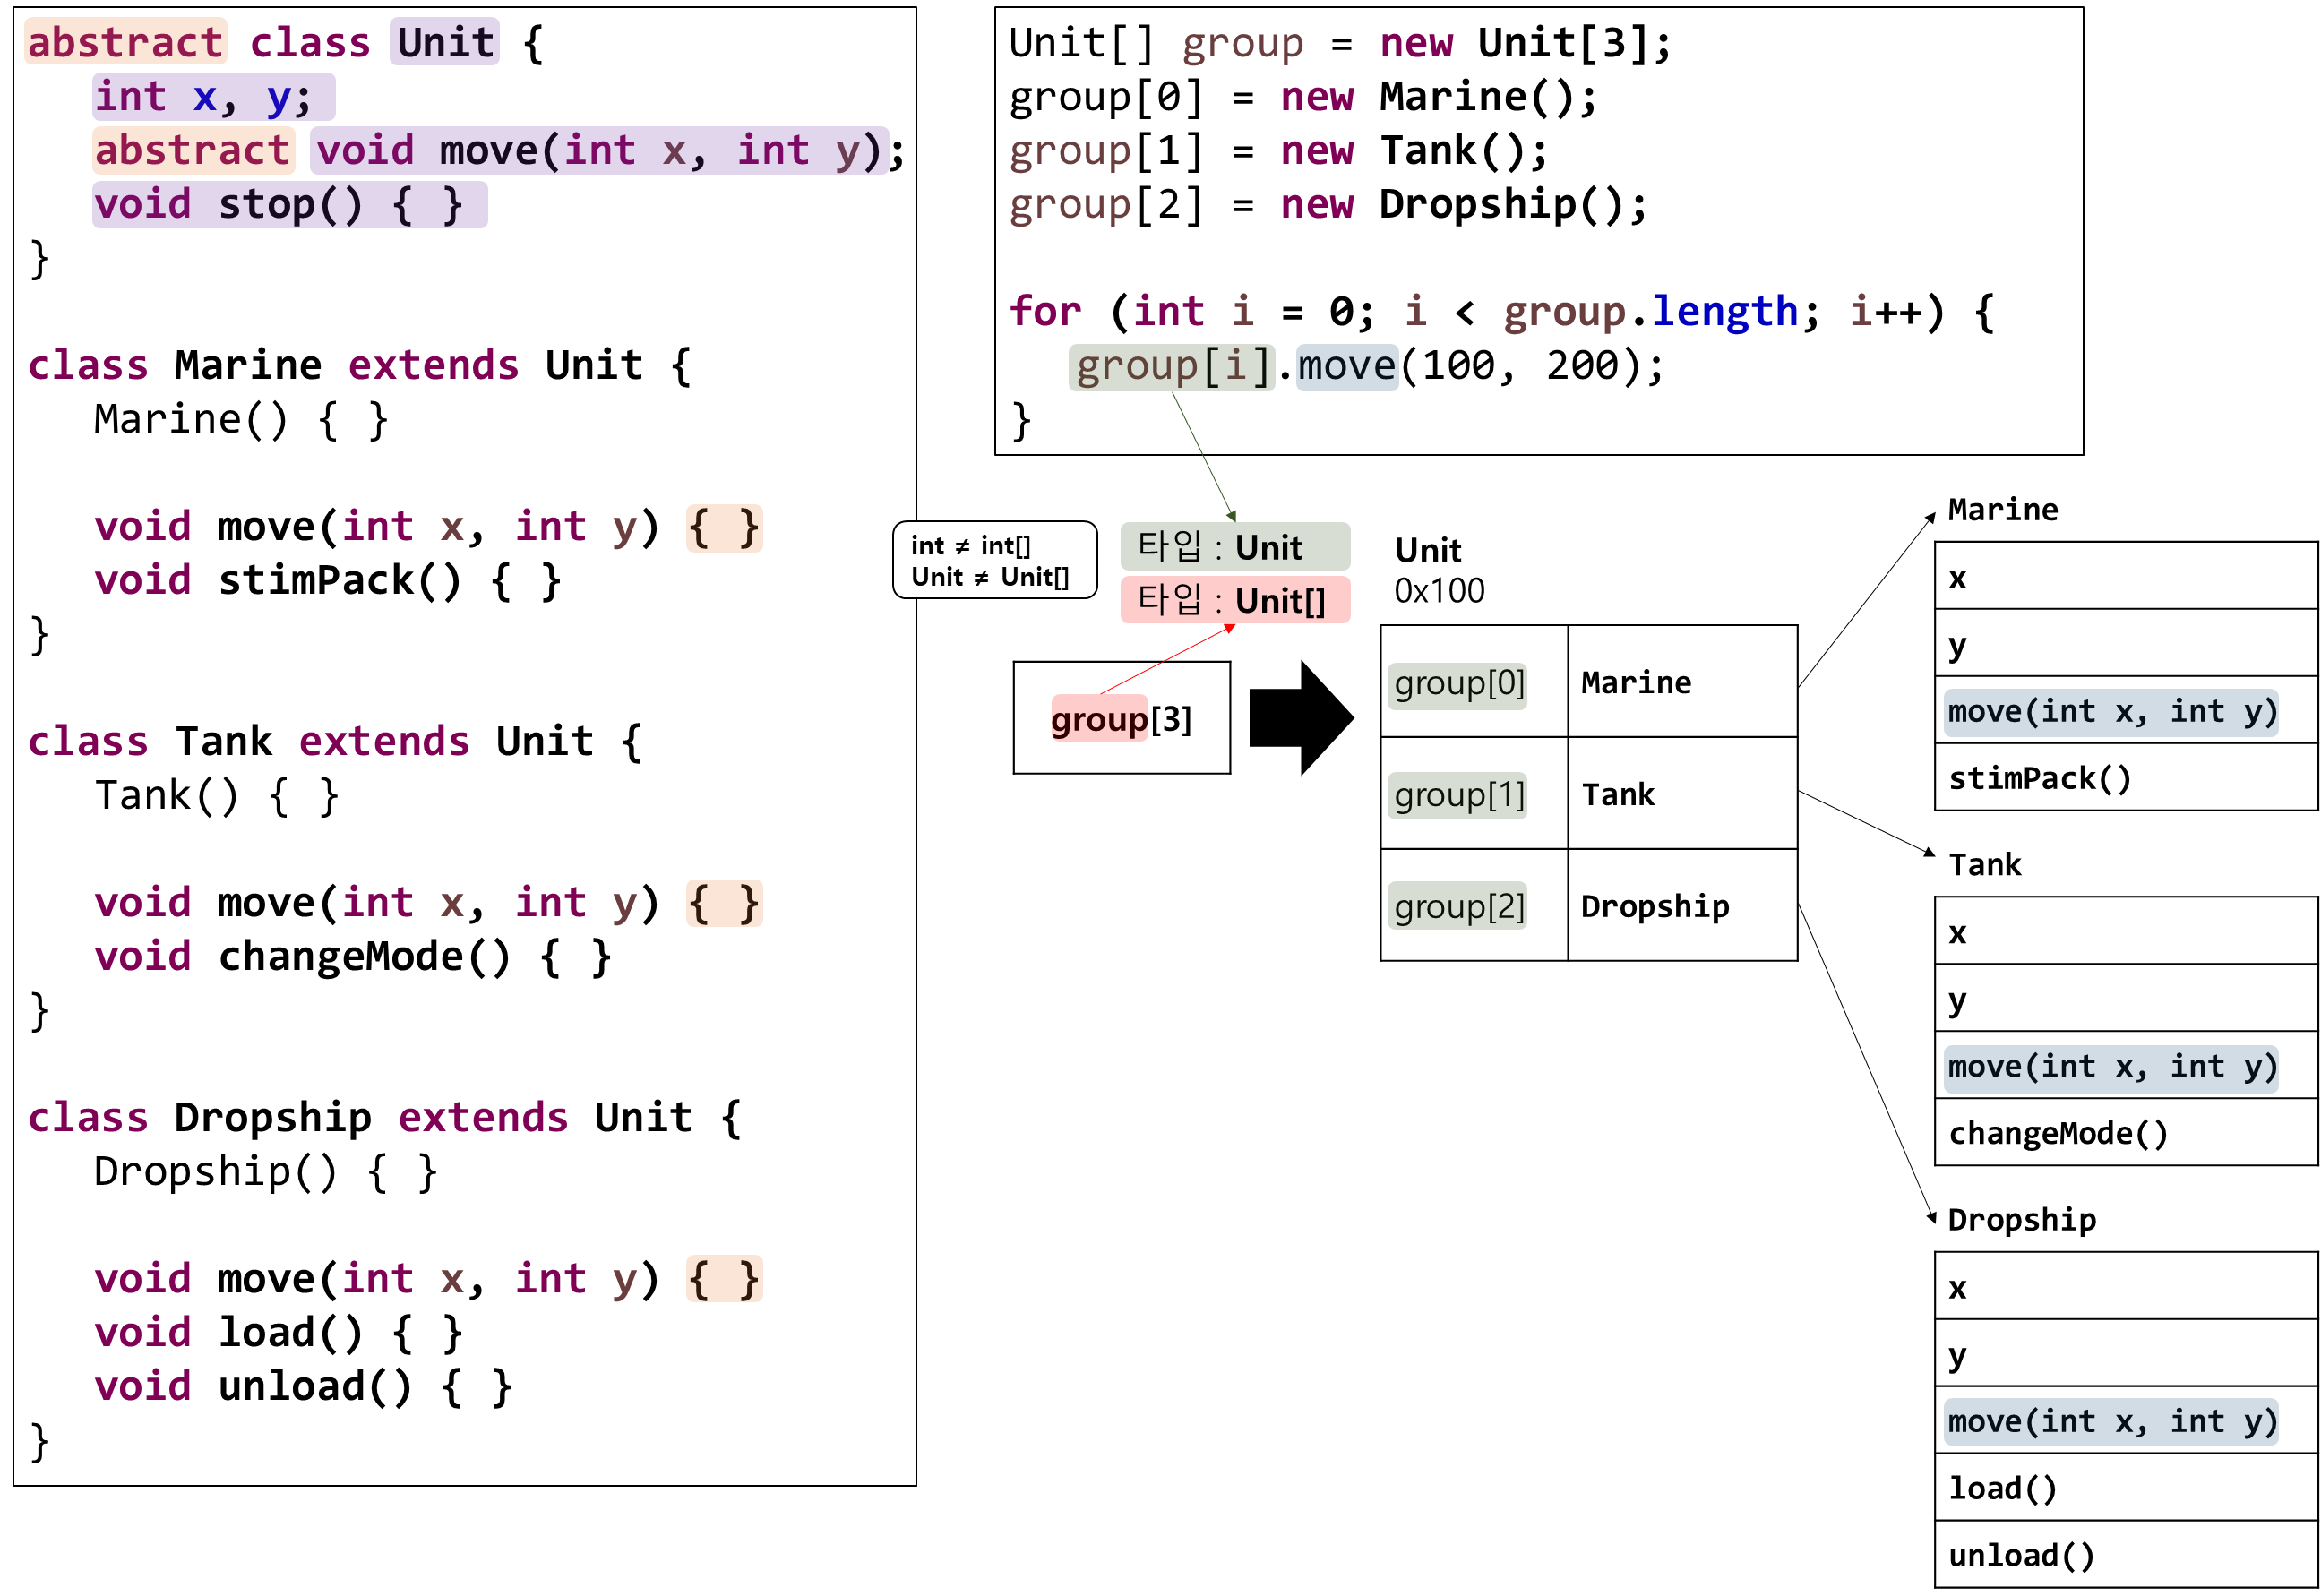 abstract class Unit {
int x, y;
abstract void move(int x, int y);
void stop() { }
}
class Marine extends Unit {
Marine() { }
void move(int x, int y) { }
void stimPack() { }
}
class Tank extends Unit {
Tank() { }
void move(int x, int y) { }
void changeMode() { }
}
class Dropship extends Unit {
Dropship() { }
void move(int x, int y) { }
void load() { }
void unload() { }
}
Unit[] group = new Unit[3];
group[0] = new Marine();
group[1] = new Tank();
group[2] = new Dropship();
for (int i = 0; i < group.length; i++) {
group[i].move(100, 200);
}
int ≠ int[]
Unit ≠ Unit[]
타입 : Unit
타입 : Unit[]
group[3]
Unit
0x100
group[0] Marine
group[1] Tank
group[2] Dropship
Marine
x
y
move(int x, int y)
stimPack()
Tank
x
y
move(int x, int y)
changeMode()
Dropship
x
y
move(int x, int y)
load()
unload()